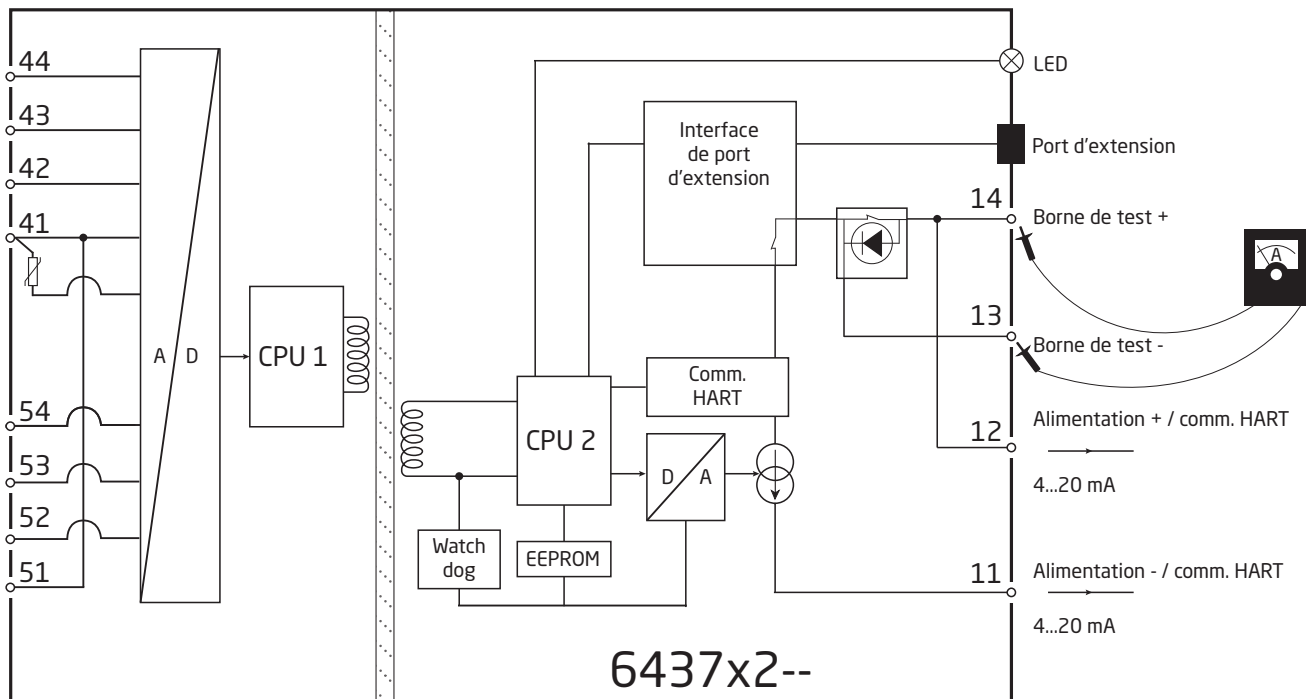 44
43
42
41
54
53
52
51
A
D
CPU 1
LED
Interface
de port
d'extension
Port d'extension
14
Borne de test +
A
13
Borne de test -
Comm.
HART
CPU 2
D
A
12
Alimentation + / comm. HART
4...20 mA
Watch
dog
EEPROM
11
Alimentation - / comm. HART
4...20 mA
6437x2--